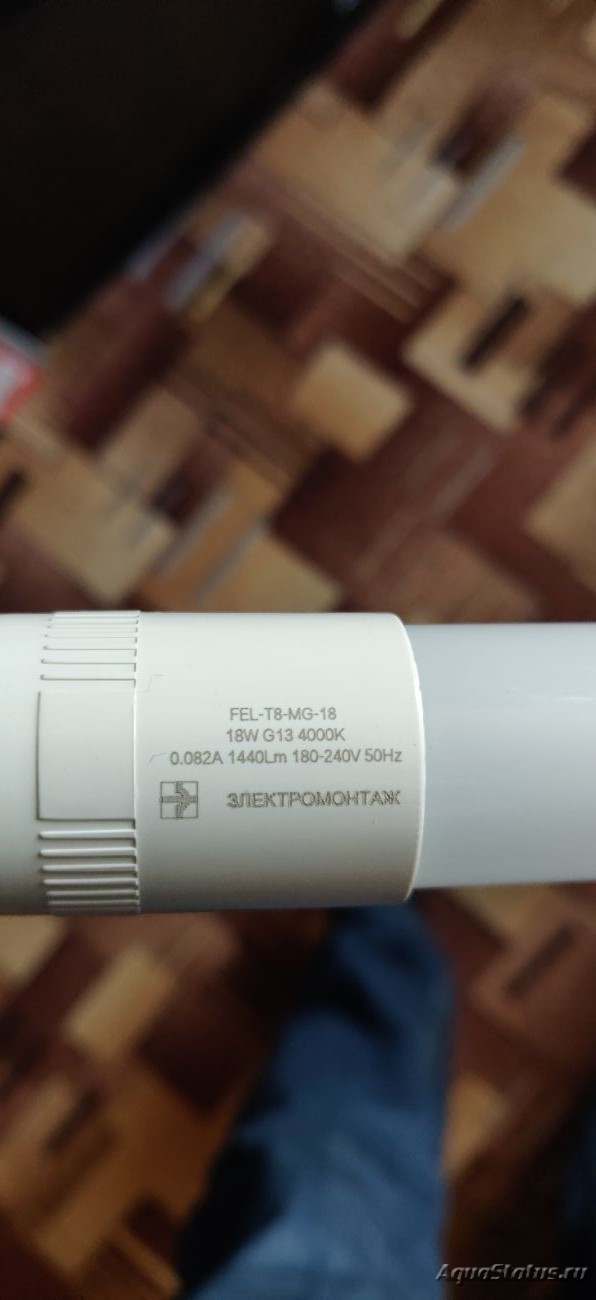 FEL-T8-MG-18
18W G13 4000K
0.082A 1440Lm 180-240V 50Hz
ЭЛЕКТРОМОНТАЖ
AquaStatus.ru